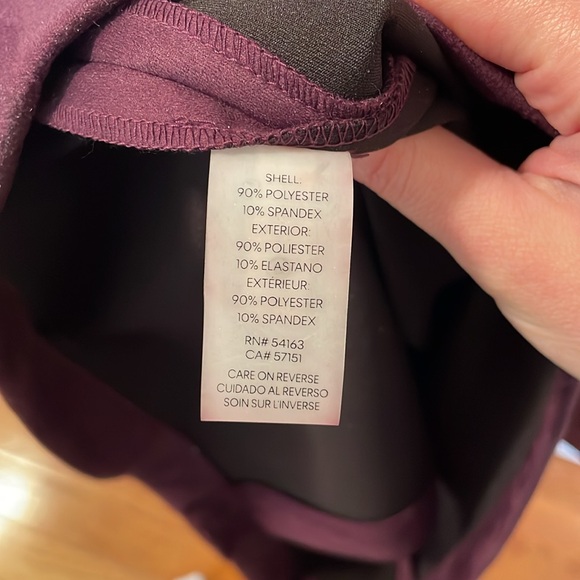 SHELL:
90% POLYESTER
10% SPANDEX
EXTERIOR:
90% POLIESTER
10% ELASTANO
EXTÉRIEUR:
90% POLYESTER
10% SPANDEX
RN# 54163
CA# 57151
CARE ON REVERSE
CUIDADO AL REVERSO
SOIN SUR L'INVERSE